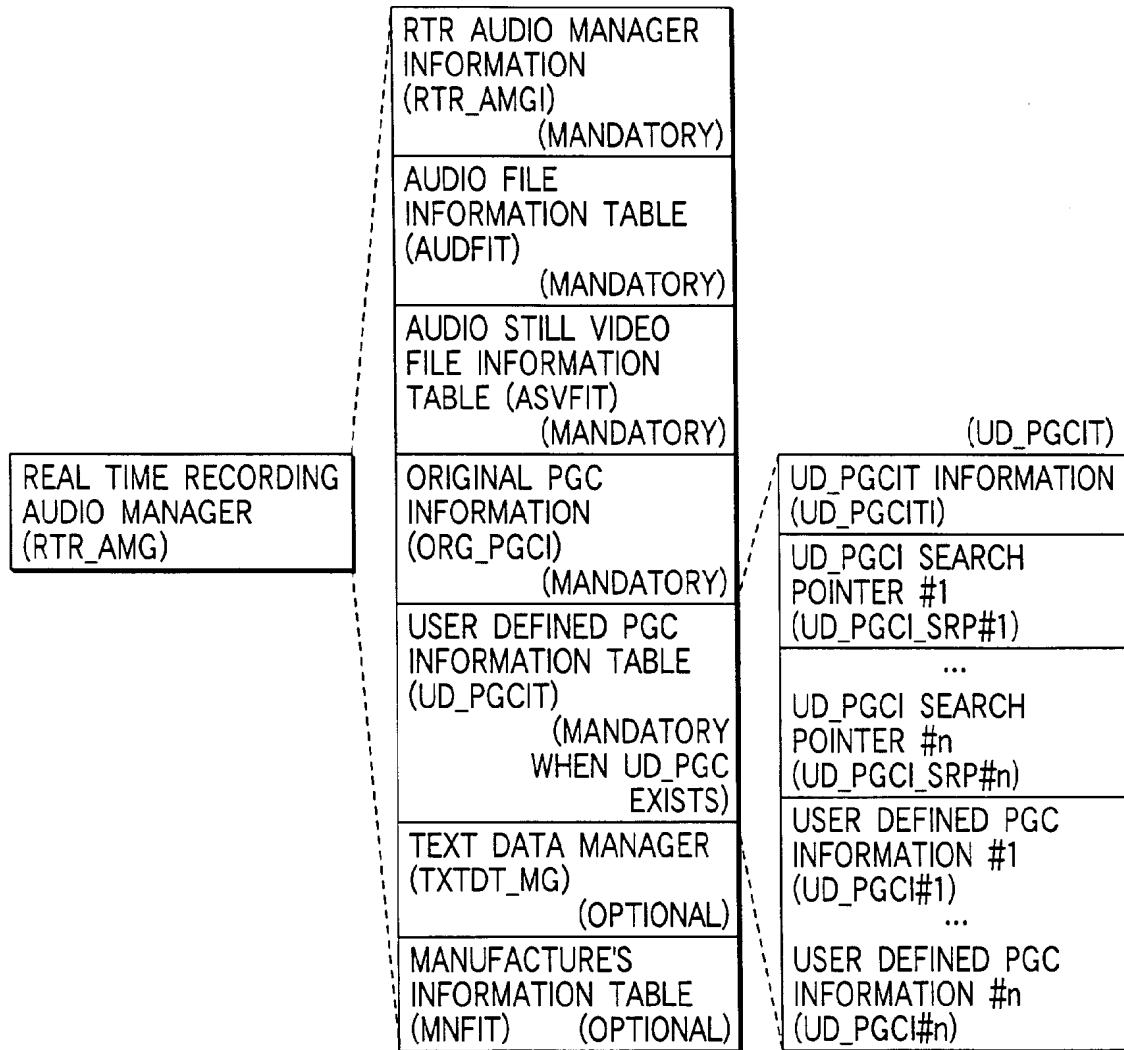 REAL TIME RECORDING
AUDIO MANAGER
(RTR_AMG)
RTR AUDIO MANAGER
INFORMATION
(RTR_AMGI)
(MANDATORY)
AUDIO FILE
INFORMATION TABLE
(AUDFIT)
(MANDATORY)
AUDIO STILL VIDEO
FILE INFORMATION
TABLE (ASVFIT)
(MANDATORY)
ORIGINAL PGC
INFORMATION
(ORG_PGCI)
(MANDATORY)
USER DEFINED PGC
INFORMATION TABLE
(UD_PGCIT)
(MANDATORY
WHEN UD_PGC
EXISTS)
TEXT DATA MANAGER
(TXTDT_MG)
(OPTIONAL)
MANUFACTURE'S
INFORMATION TABLE
(MNFIT) (OPTIONAL)
(UD_PGCIT)
UD_PGCIT INFORMATION
(UD_PGCITI)
UD_PGCI SEARCH
POINTER #1
(UD_PGCI_SRP#1)
...
UD_PGCI SEARCH
POINTER #n
(UD_PGCI_SRP#n)
USER DEFINED PGC
INFORMATION #1
(UD_PGCI#1)
...
USER DEFINED PGC
INFORMATION #n
(UD_PGCI#n)